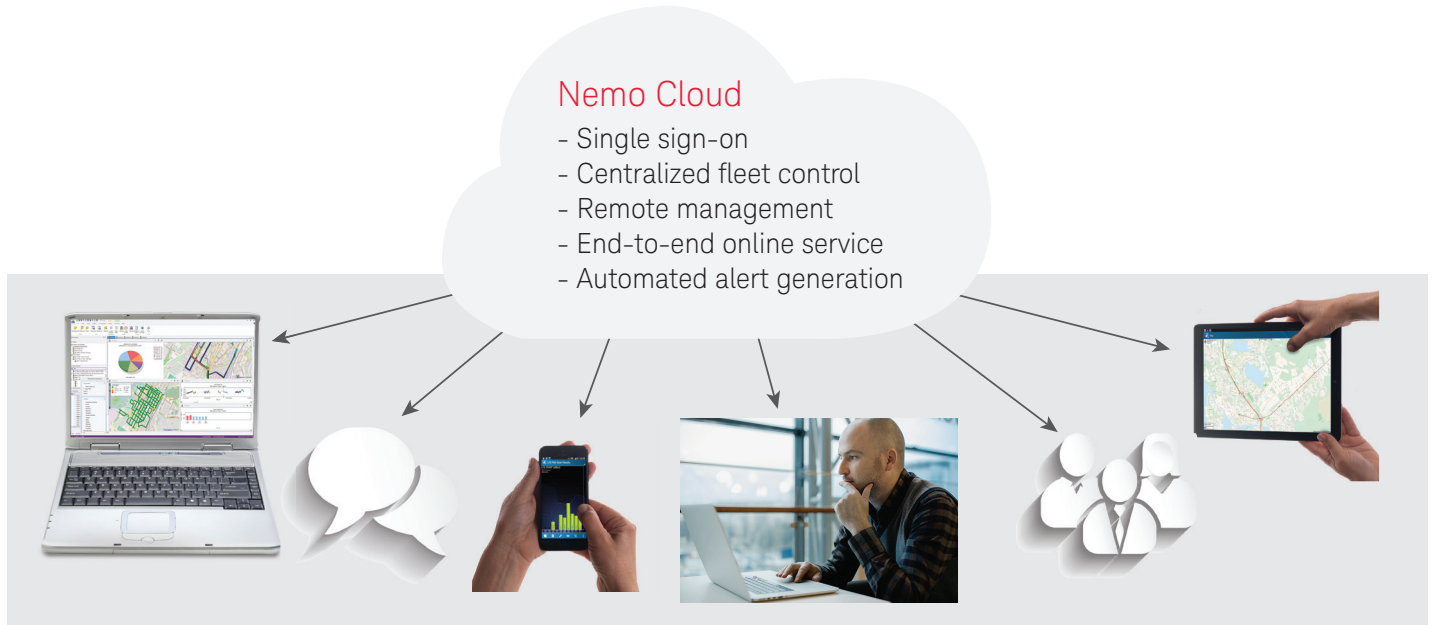 Nemo Cloud
- Single sign-on
- Centralized fleet control
- Remote management
- End-to-end online service
- Automated alert generation